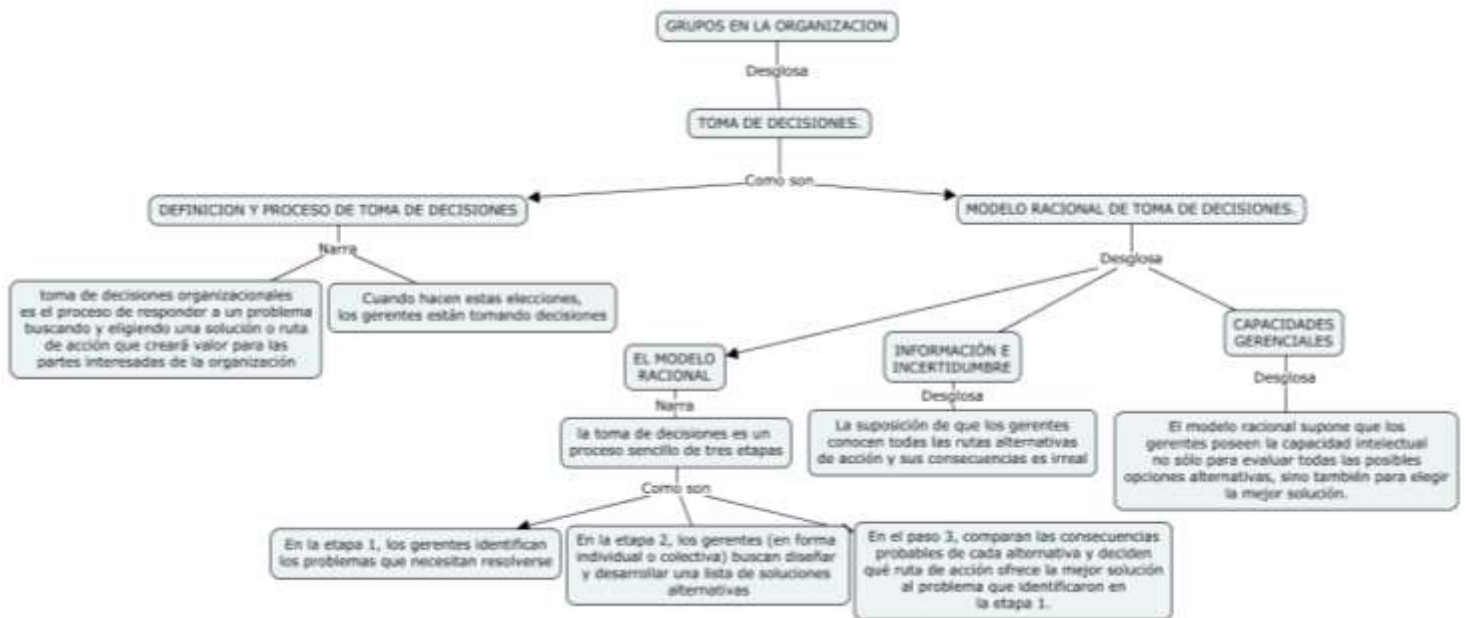 GRUPOS EN LA ORGANIZACION
Desglosa
TOMA DE DECISIONES.
Como son
DEFINICION Y PROCESO DE TOMA DE DECISIONES
MODELO RACIONAL DE TOMA DE DECISIONES.
Narra
toma de decisiones organizacionales
es el proceso de responder a un problema
buscando y eligiendo una solución o ruta
de acción que creará valor para las
partes interesadas de la organización
Cuando hacen estas elecciones,
los gerentes están tomando decisiones
Desglosa
EL MODELO
RACIONAL
Narra
la toma de decisiones es un
proceso sencillo de tres etapas
Como son
En la etapa 1, los gerentes identifican
los problemas que necesitan resolverse
En la etapa 2, los gerentes (en forma
individual o colectiva) buscan diseñar
y desarrollar una lista de soluciones
alternativas
En el paso 3, comparan las consecuencias
probables de cada alternativa y deciden
qué ruta de acción ofrece la mejor solución
al problema que identificaron en
la etapa 1.
INFORMACIÓN E
INCERTIDUMBRE
Desglosa
La suposición de que los gerentes
conocen todas las rutas alternativas
de acción y sus consecuencias es irreal
CAPACIDADES
GERENCIALES
Desglosa
El modelo racional supone que los
gerentes poseen la capacidad intelectual
no sólo para evaluar todas las posibles
opciones alternativas, sino también para elegir
la mejor solución.